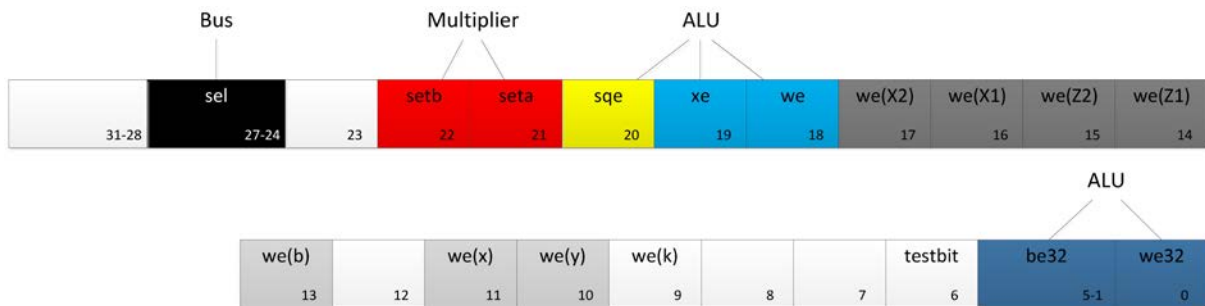 Bus Multiplier ALU
sel setb seta sqe xe we we(X2) we(X1) we(Z2) we(Z1)
31-28 27-24 23 22 21 20 19 18 17 16 15 14
ALU
we(b) we(x) we(y) we(k) testbit be32 we32
13 12 11 10 9 8 7 6 5-1 0